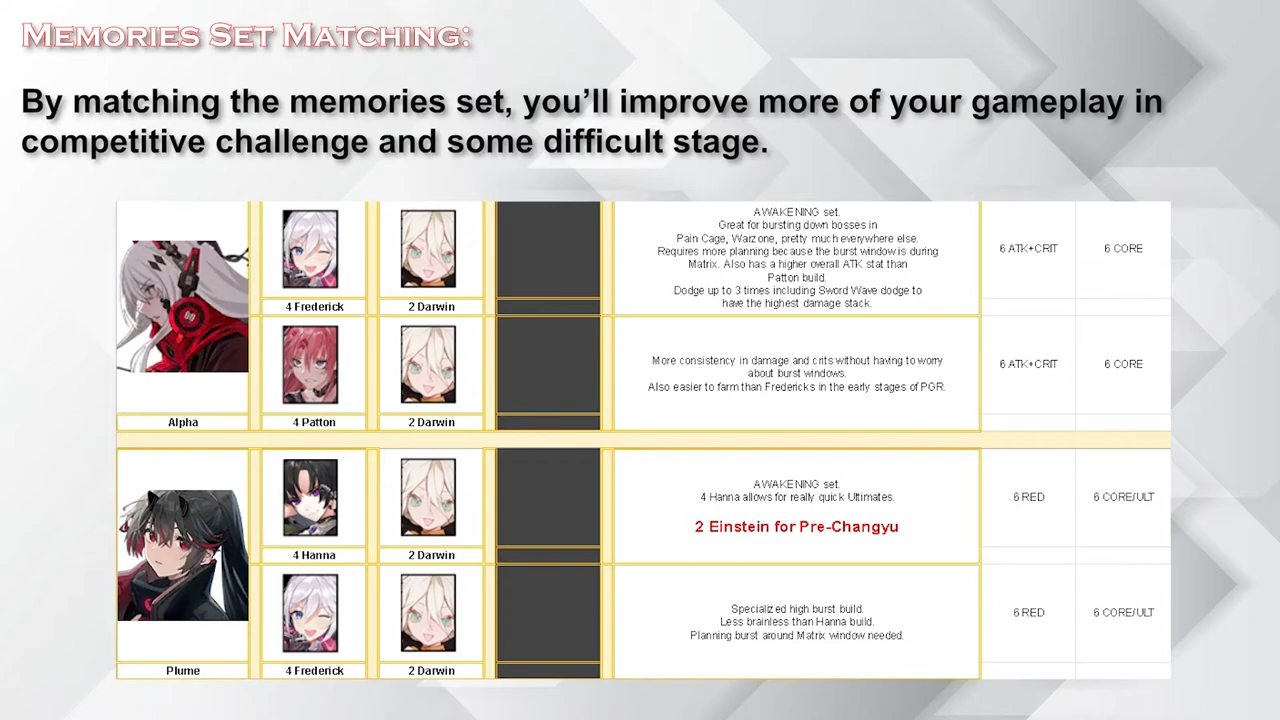 MEMORIES SET MATCHING:
By matching the memories set, you’ll improve more of your gameplay in
competitive challenge and some difficult stage.
AWAKENING set.
Great for bursting down bosses in
Pain Cage, Warzone, pretty much everywhere else.
Requires more planning because the burst window is during
Matrix. Also has a higher overall ATK stat than
Patton build.
Dodge up to 3 times including Sword Wave dodge to
have the highest damage stack.
6 ATK+CRIT
6 CORE
4 Frederick
2 Darwin
More consistency in damage and crits without having to worry
about burst windows.
Also easier to farm than Fredericks in the early stages of PGR.
6 ATK+CRIT
6 CORE
Alpha
4 Patton
2 Darwin
AWAKENING set.
4 Hanna allows for really quick Ultimates.
2 Einstein for Pre-Changyu
6 RED
6 CORE/ULT
4 Hanna
2 Darwin
Specialized high burst build.
Less brainless than Hanna build.
Planning burst around Matrix window needed.
6 RED
6 CORE/ULT
Plume
4 Frederick
2 Darwin